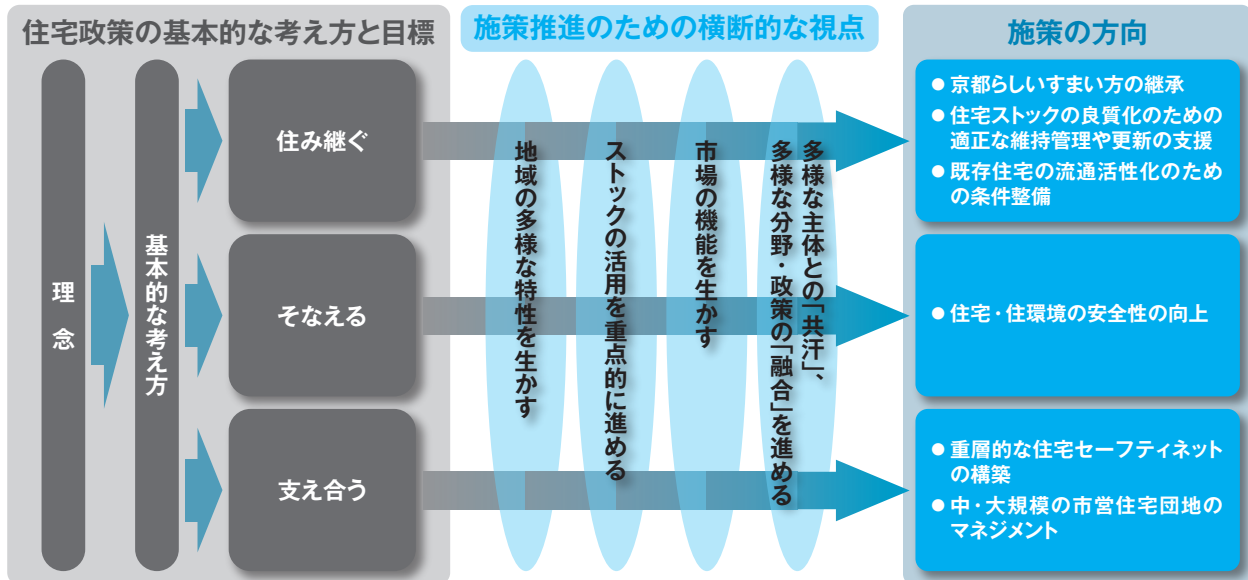 住宅政策の基本的な考え方と目標
理念
基本的な考え方
住み継ぐ
そなえる
支え合う
施策推進のための横断的な視点
地域の多様な特性を生かす
ストックの活用を重点的に進める
市場の機能を生かす
多様な主体との「共汗」、
多様な分野・政策の「融合」を進める
施策の方向
● 京都らしいすまい方の継承
● 住宅ストックの良質化のための
適正な維持管理や更新の支援
● 既存住宅の流通活性化のため
の条件整備
● 住宅・住環境の安全性の向上
● 重層的な住宅セーフティネット
の構築
● 中・大規模の市営住宅団地の
マネジメント